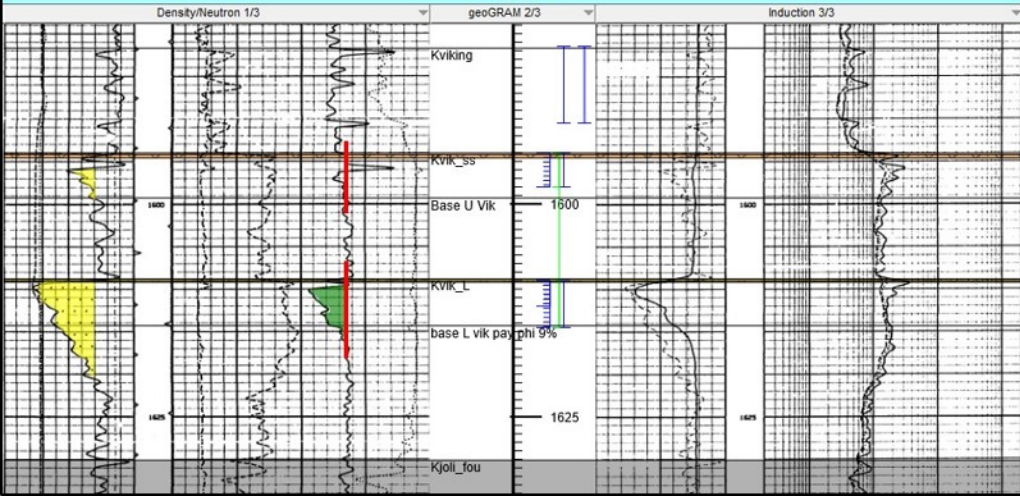 Density/Neutron 1/3
geoGRAM 2/3
Induction 3/3
Kviking
Kvik_ss
1600
Base U Vik
1600
1600
Kvik_L
base L vik pay phi 9%
1625
1625
1625
Kjoli_fou